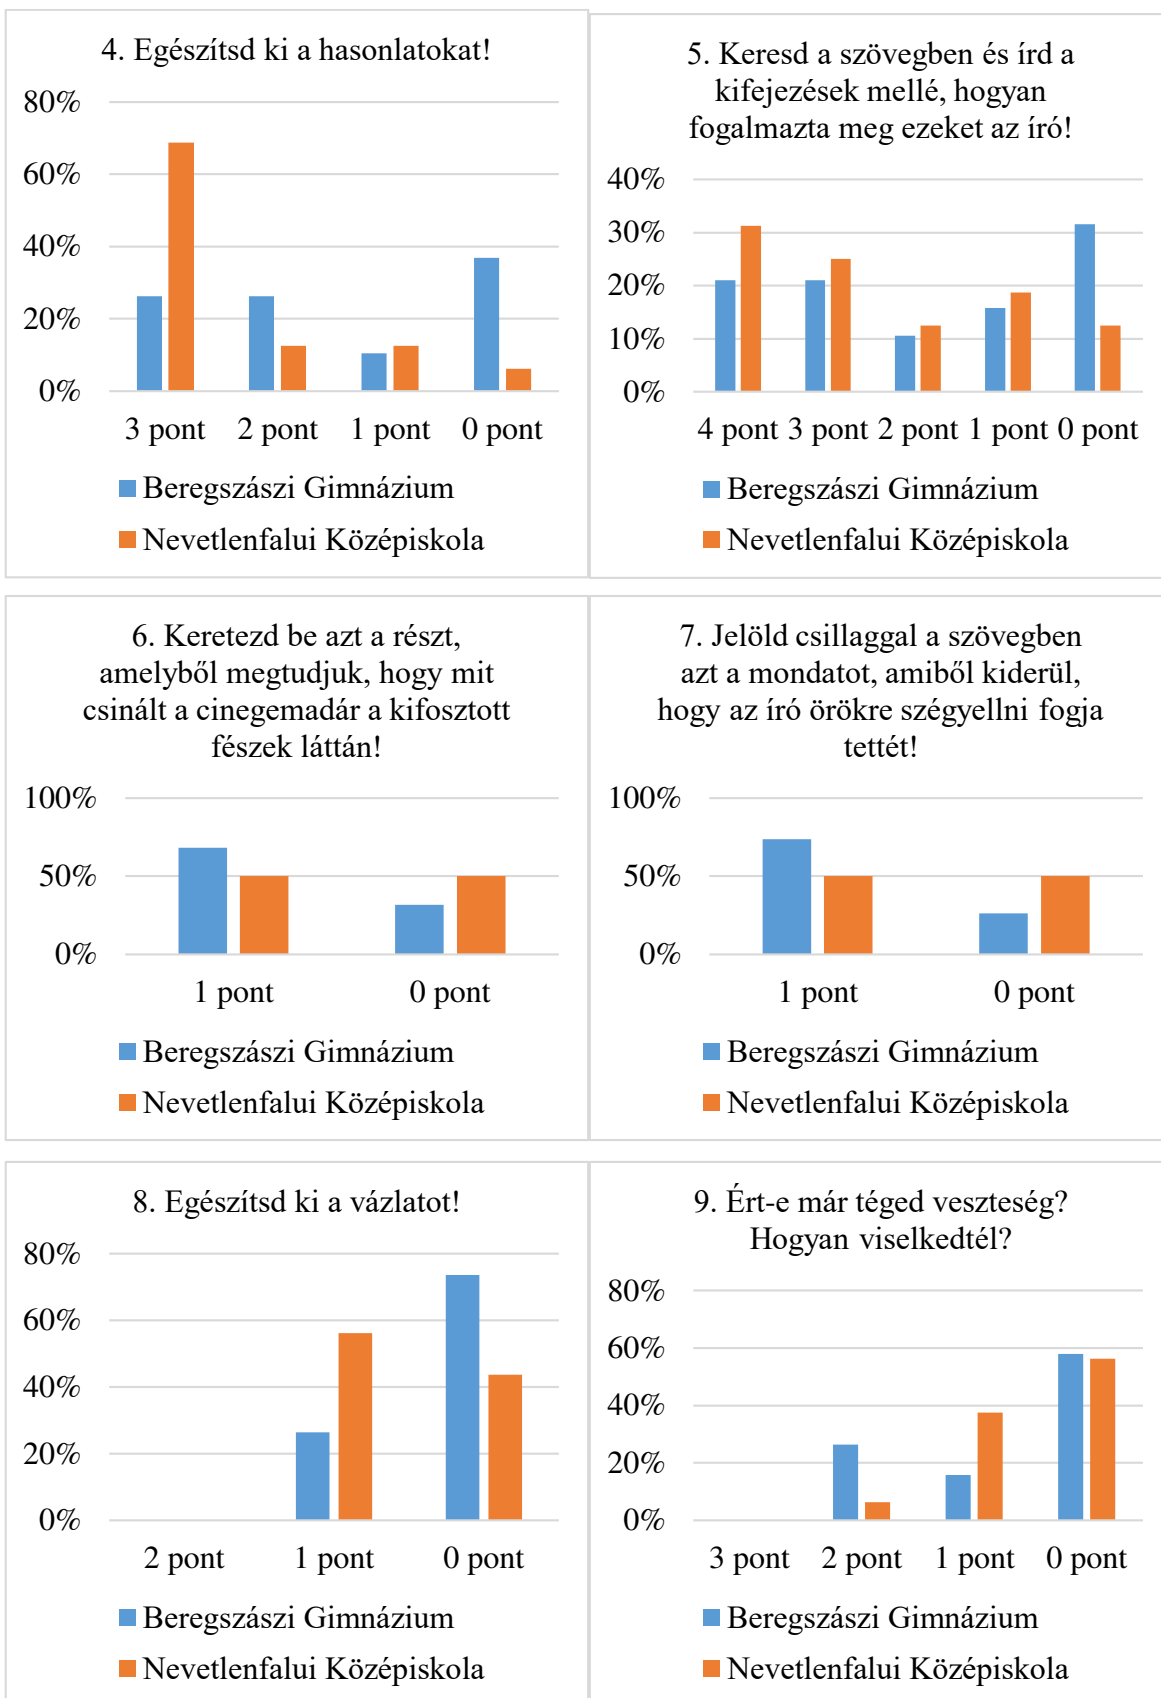 4. Egészítsd ki a hasonlatokat!
80%
60%
40%
20%
0%
3 pont 2 pont 1 pont 0 pont
Beregszászi Gimnázium
Nevetlenfalui Középiskola
5. Keresd a szövegben és írd a
kifejezések mellé, hogyan
fogalmazta meg ezeket az író!
40%
30%
20%
10%
0%
4 pont 3 pont 2 pont 1 pont 0 pont
Beregszászi Gimnázium
Nevetlenfalui Középiskola
6. Keretezd be azt a részt,
amelyből megtudjuk, hogy mit
csinált a cinegemadár a kifosztott
fészek láttán!
100%
50%
0%
1 pont 0 pont
Beregszászi Gimnázium
Nevetlenfalui Középiskola
7. Jelöld csillaggal a szövegben
azt a mondatot, amiből kiderül,
hogy az író örökre szégyellni fogja
tettét!
100%
50%
0%
1 pont 0 pont
Beregszászi Gimnázium
Nevetlenfalui Középiskola
8. Egészítsd ki a vázlatot!
80%
60%
40%
20%
0%
2 pont 1 pont 0 pont
Beregszászi Gimnázium
Nevetlenfalui Középiskola
9. Ért-e már téged veszteség?
Hogyan viselkedtél?
80%
60%
40%
20%
0%
3 pont 2 pont 1 pont 0 pont
Beregszászi Gimnázium
Nevetlenfalui Középiskola